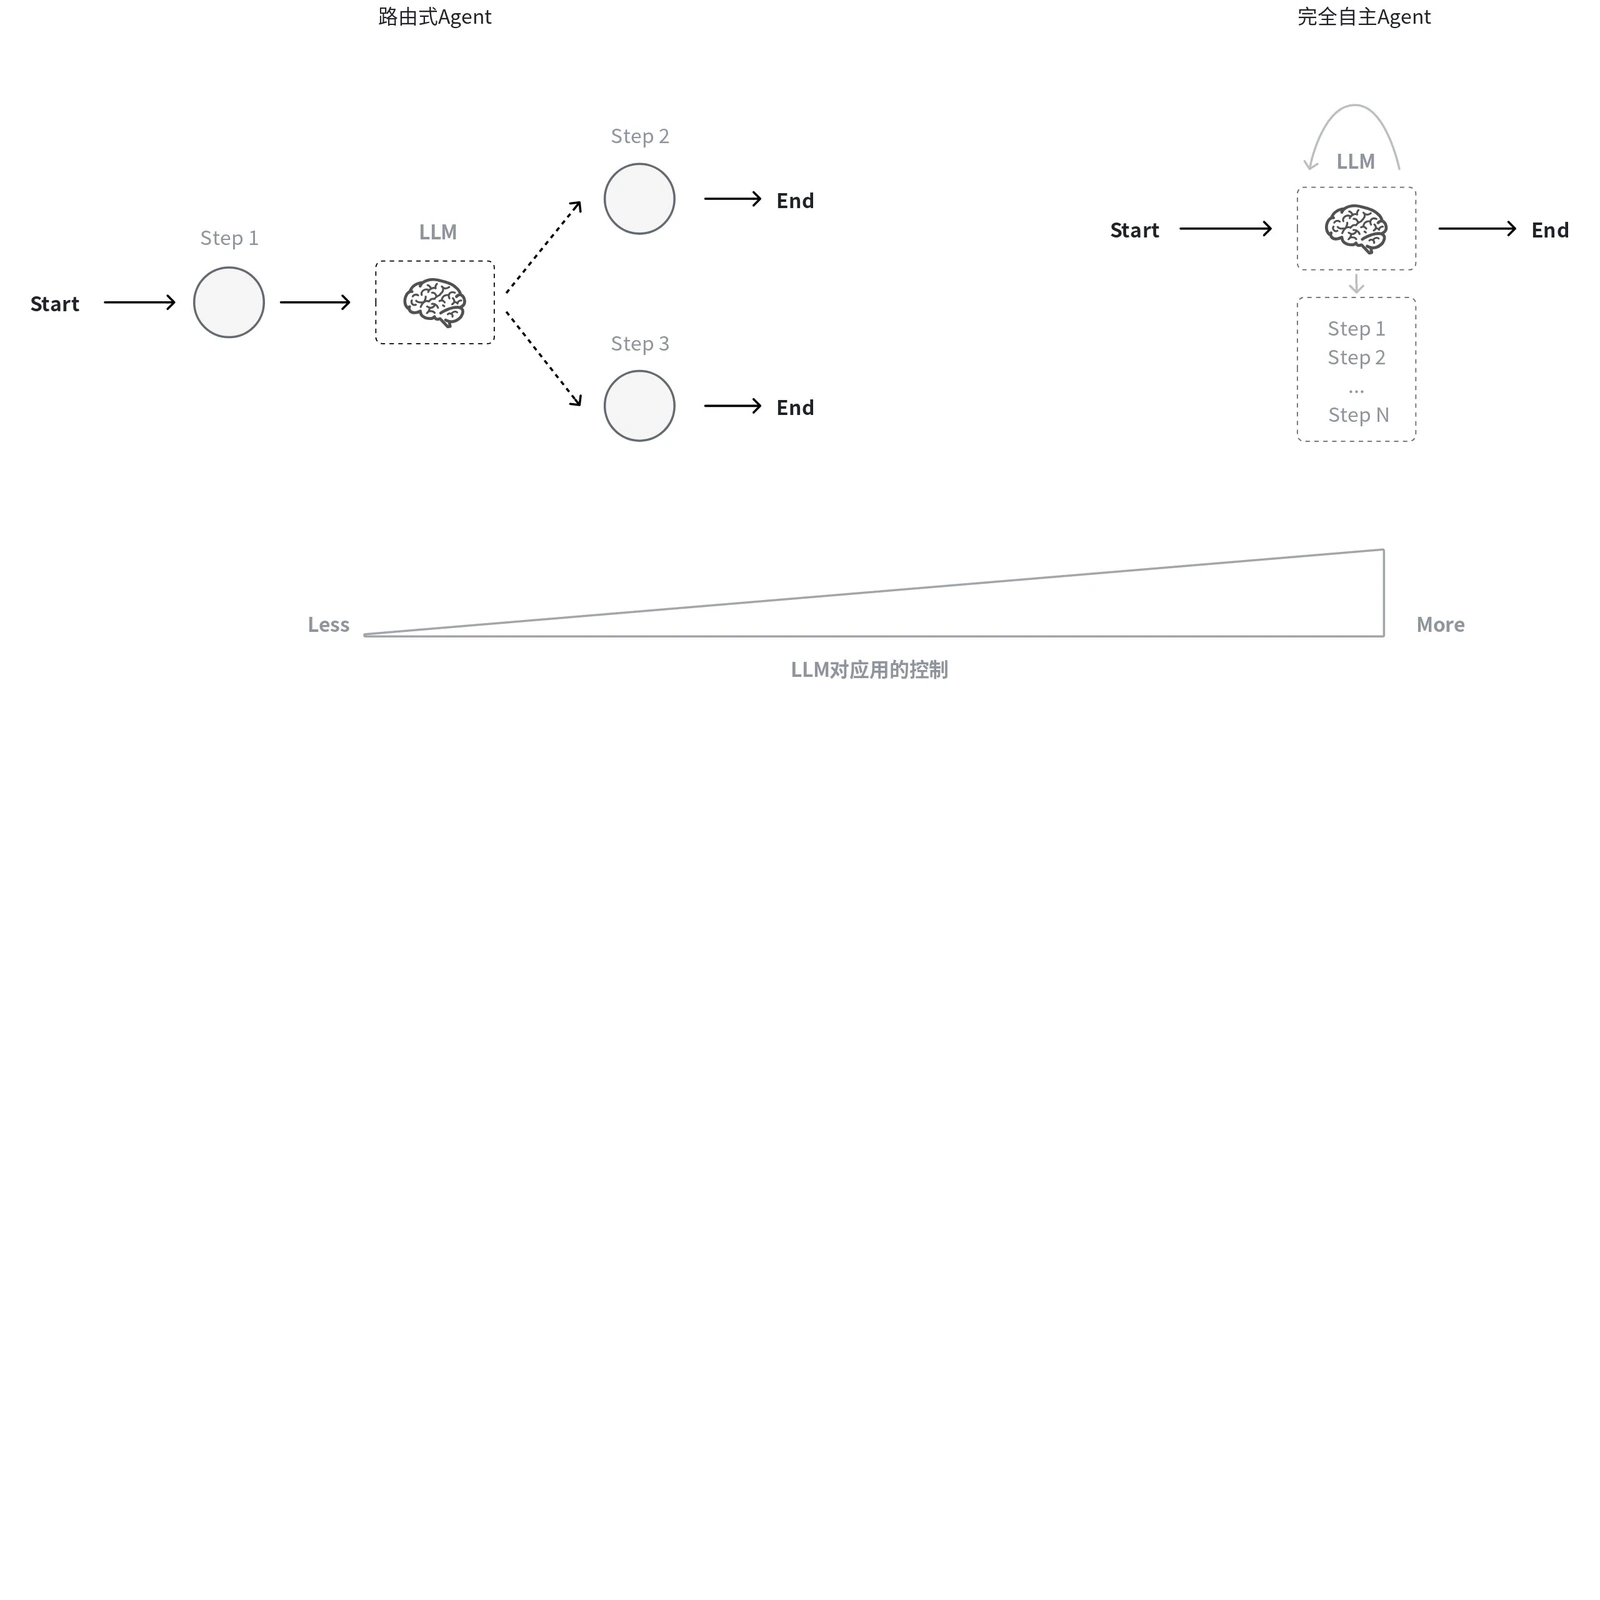 路由式Agent
完全自主Agent
Step 2
End
Step 1
LLM
Start
Step 3
End
LLM
Start
End
Step 1
Step 2
...
Step N
Less
More
LLM对应用的控制